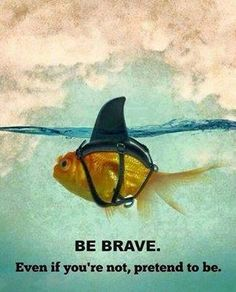 BE BRAVE.
Even if you're not, pretend to be.